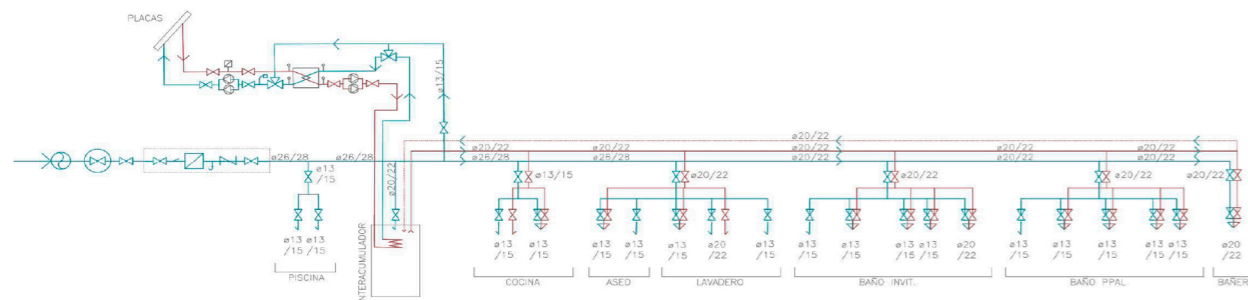 PLACAS
ø13/15
ø20/22
ø26/28
ø26/28
ø20/22
ø20/22
ø20/22
ø20/22
ø20/22
ø26/28
ø26/28
ø20/22
ø20/22
ø20/22
ø13
/15
ø20/22
ø13/15
ø20/22
ø20/22
ø20/22
ø20/22
INTERACUMULADOR
ø13
/15
ø13
/15
PISCINA
ø13
/15
ø13
/15
COCINA
ø13
/15
ø13
/15
ASEO
ø13
/15
ø20
/22
ø13
/15
LAVADERO
ø13
/15
ø13
/15
ø13
/15
ø20
/22
BAÑO INVIT.
ø13
/15
ø13
/15
ø13
/15
ø13
/15
BAÑO PPAL
ø20
/22
BAÑER